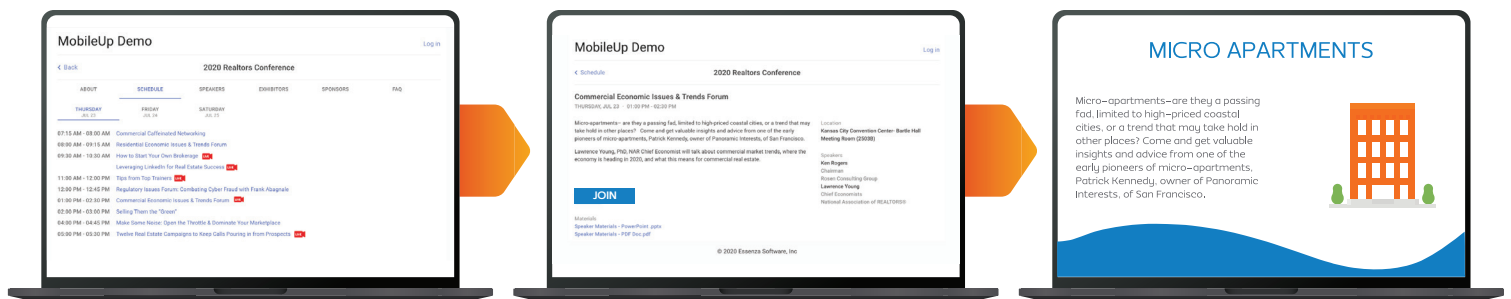 MobileUp Demo
Log in
< Back
2020 Realtors Conference
ABOUT
SCHEDULE
SPEAKERS
EXHIBITORS
SPONSORS
FAQ
THURSDAY
JUL 23
FRIDAY
JUL 24
SATURDAY
JUL 25
07:15 AM - 08:00 AM Commercial Caffeinated Networking
08:00 AM - 09:15 AM Residential Economic Issues & Trends Forum
09:30 AM - 10:30 AM How to Start Your Own Brokerage LIVE
Leveraging LinkedIn for Real Estate Success LIVE
11:00 AM - 12:00 PM Tips from Top Trainers LIVE
12:00 PM - 12:45 PM Regulatory Issues Forum: Combating Cyber Fraud with Frank Abagnale
01:00 PM - 02:30 PM Commercial Economic Issues & Trends Forum LIVE
02:00 PM - 03:00 PM Selling Them the "Green"
04:00 PM - 04:45 PM Make Some Noise: Open the Throttle & Dominate Your Marketplace
05:00 PM - 05:30 PM Twelve Real Estate Campaigns to Keep Calls Pouring in from Prospects LIVE
MobileUp Demo
Log in
< Schedule
2020 Realtors Conference
Commercial Economic Issues & Trends Forum
THURSDAY, JUL 23 · 01:00 PM - 02:30 PM
Micro-apartments– are they a passing fad, limited to high-priced coastal cities, or a trend that may
take hold in other places? Come and get valuable insights and advice from one of the early
pioneers of micro-apartments, Patrick Kennedy, owner of Panoramic Interests, of San Francisco.
Lawrence Young, PhD, NAR Chief Economist will talk about commercial market trends, where the
economy is heading in 2020, and what this means for commercial real estate.
JOIN
Materials
Speaker Materials - PowerPoint .pptx
Speaker Materials - PDF Doc.pdf
Location
Kansas City Convention Center- Bartle Hall
Meeting Room (2503B)
Speakers
Ken Rogers
Chairman
Rosen Consulting Group
Lawrence Young
Chief Economists
National Association of REALTORS®
© 2020 Essenza Software, Inc
MICRO APARTMENTS
Micro-apartments-are they a passing
fad, limited to high-priced coastal
cities, or a trend that may take hold in
other places? Come and get valuable
insights and advice from one of the
early pioneers of micro-apartments,
Patrick Kennedy, owner of Panoramic
Interests, of San Francisco.